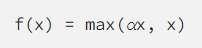 f(x) = max(αx, x)